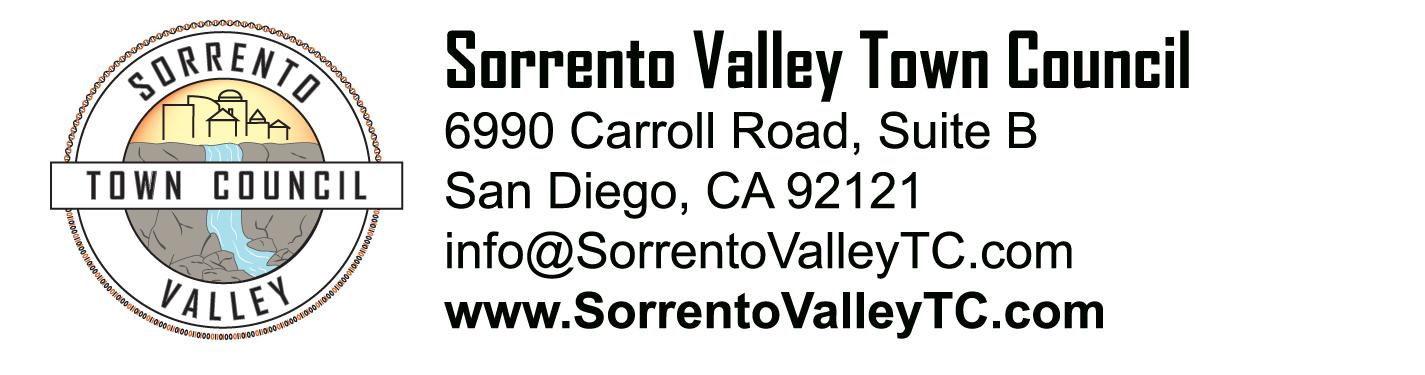 SORRENTO
TOWN COUNCIL
VALLEY
Sorrento Valley Town Council
6990 Carroll Road, Suite B
San Diego, CA 92121
info@SorrentoValleyTC.com
www.SorrentoValleyTC.com